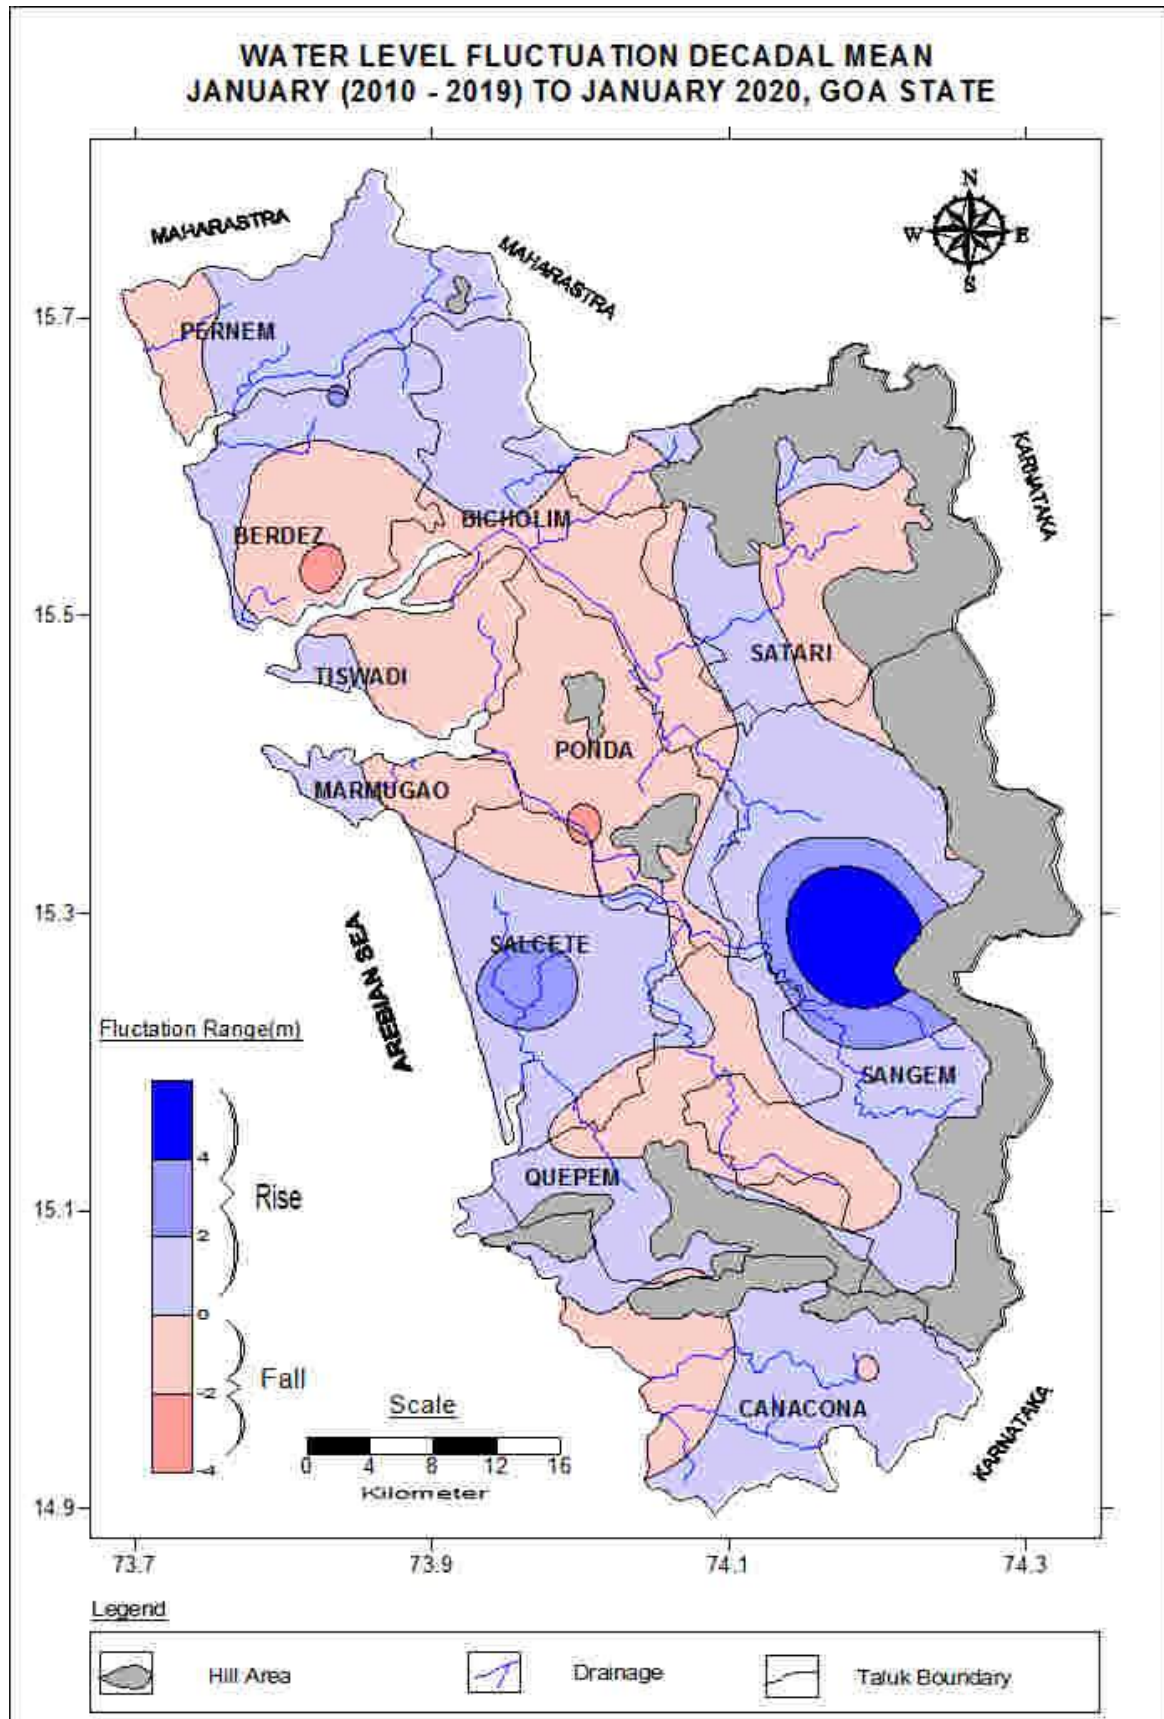 WATER LEVEL FLUCTUATION DECADAL MEAN
JANUARY (2010 - 2019) TO JANUARY 2020, GOA STATE
N
W E
S
MAHARASTRA
MAHARASTRA
KARNATAKA
15.7
PERNEM
BERDEZ
BICHOLIM
15.5
TISWADI
SATARI
PONDA
MARMUGAO
15.3
AREBIAN SEA
SALCETE
SANGEM
QUEPEM
15.1
CANACONA
KARNATAKA
14.9
Fluctation Range(m)
4
Rise
2
0
Fall
-2
-4
Scale
0 4 8 12 16
Kilometer
73.7 73.9 74.1 74.3
Legend
Hill Area Drainage Taluk Boundary